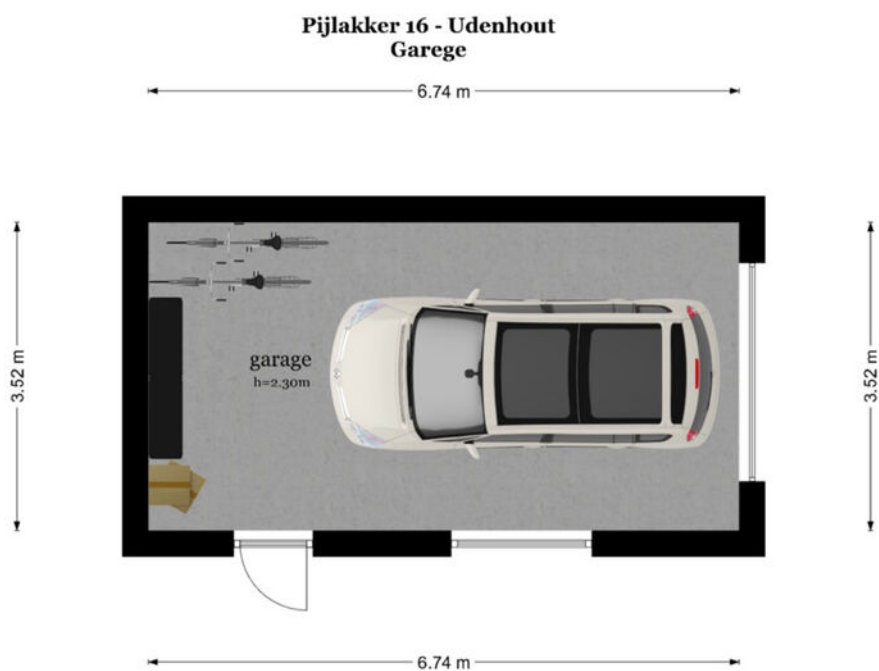 Pijlakker 16 - Udenhout
Garege
6.74 m
3.52 m
garage
h=2.30m
3.52 m
6.74 m